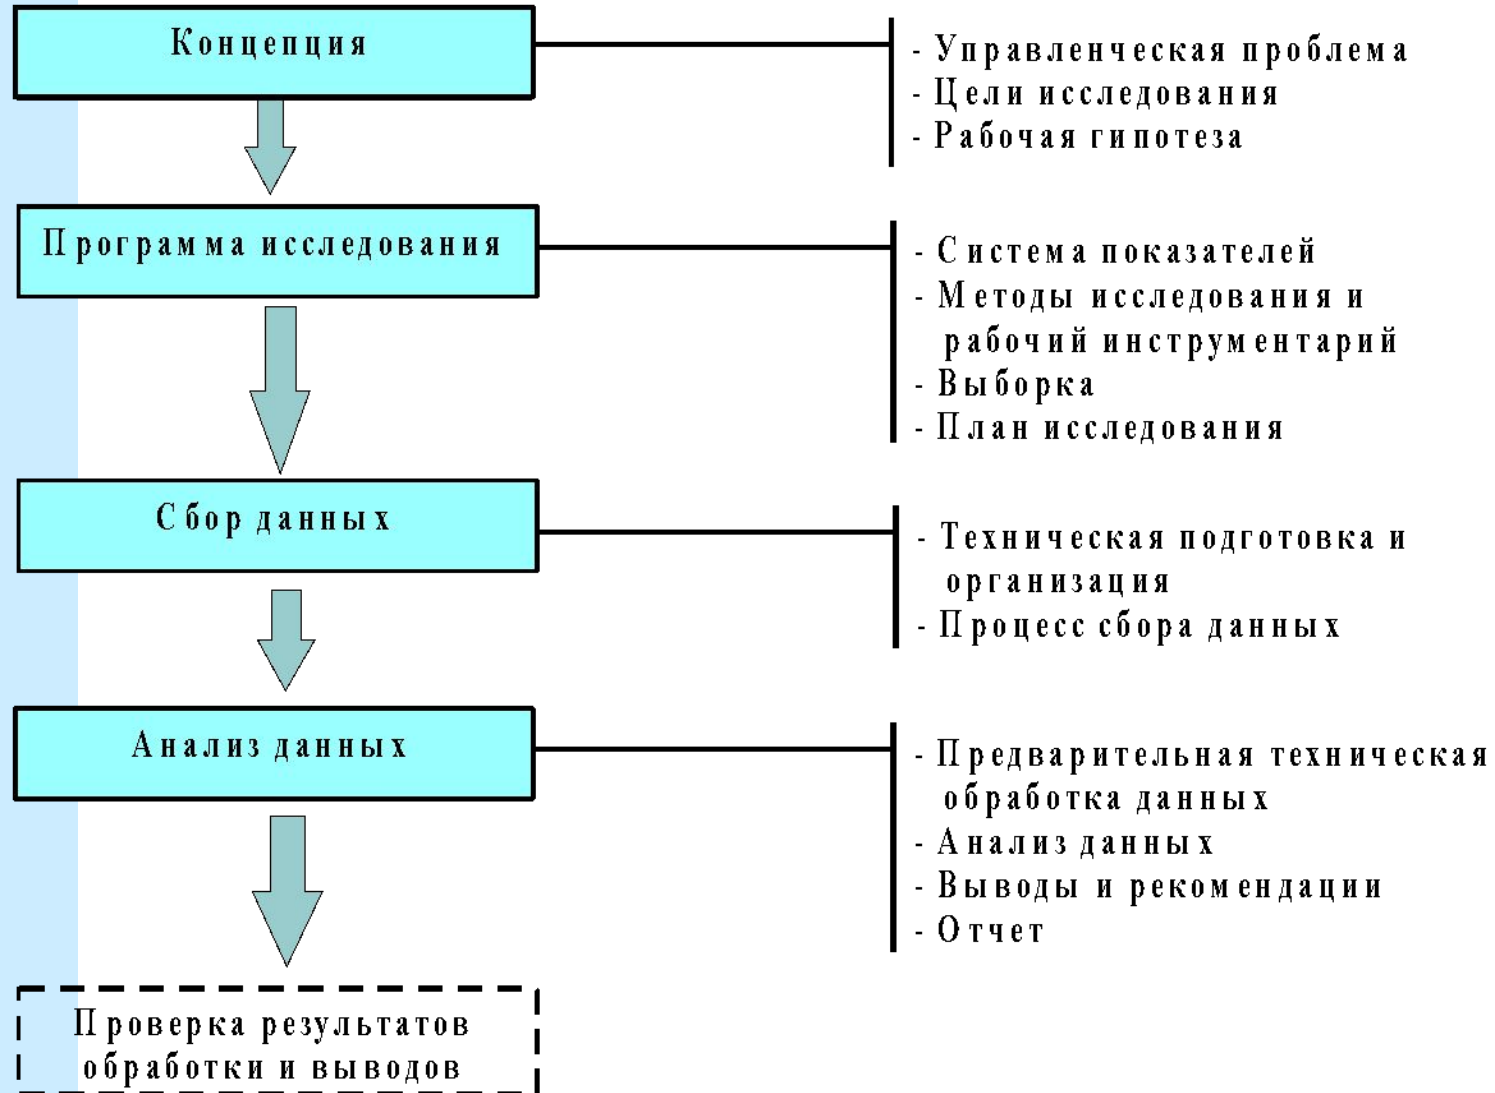 Концепция
- Управленческая проблема
- Цели исследования
- Рабочая гипотеза
Программа исследования
- Система показателей
- Методы исследования и
рабочий инструментарий
- Выборка
- План исследования
Сбор данных
- Техническая подготовка и
организация
- Процесс сбора данных
Анализ данных
- Предварительная техническая
обработка данных
- Анализ данных
- Выводы и рекомендации
- Отчет
Проверка результатов
обработки и выводов